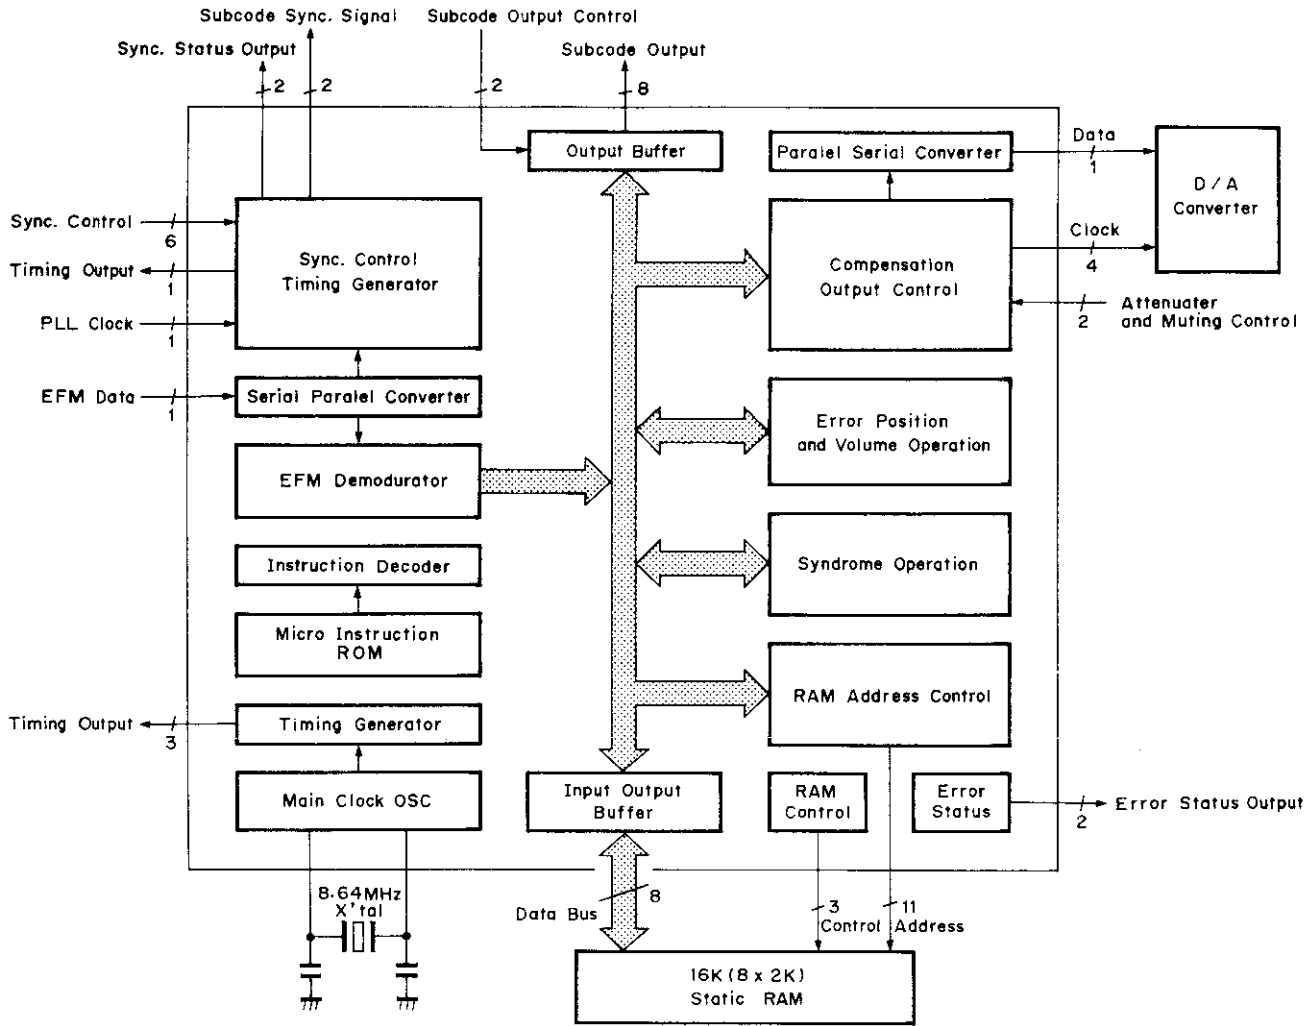 Subcode Sync. Signal
Subcode Output Control
Sync. Status Output
Subcode Output
2
2
2
8
Output Buffer
Paralel Serial Converter
Data
1
D/A
Converter
Sync. Control
6
Timing Output
1
PLL Clock
1
Sync. Control
Timing Generator
Compensation
Output Control
Clock
4
Attenuater
and Muting Control
2
EFM Data
1
Serial Paralel Converter
Error Position
and Volume Operation
EFM Demodurator
Instruction Decoder
Syndrome Operation
Micro Instruction
ROM
RAM Address Control
Timing Output
3
Timing Generator
Main Clock OSC
Input Output
Buffer
RAM
Control
Error
Status
2
Error Status Output
8.64MHz
X'tal
Data Bus
8
3
11
Control Address
16K (8 x 2K)
Static RAM